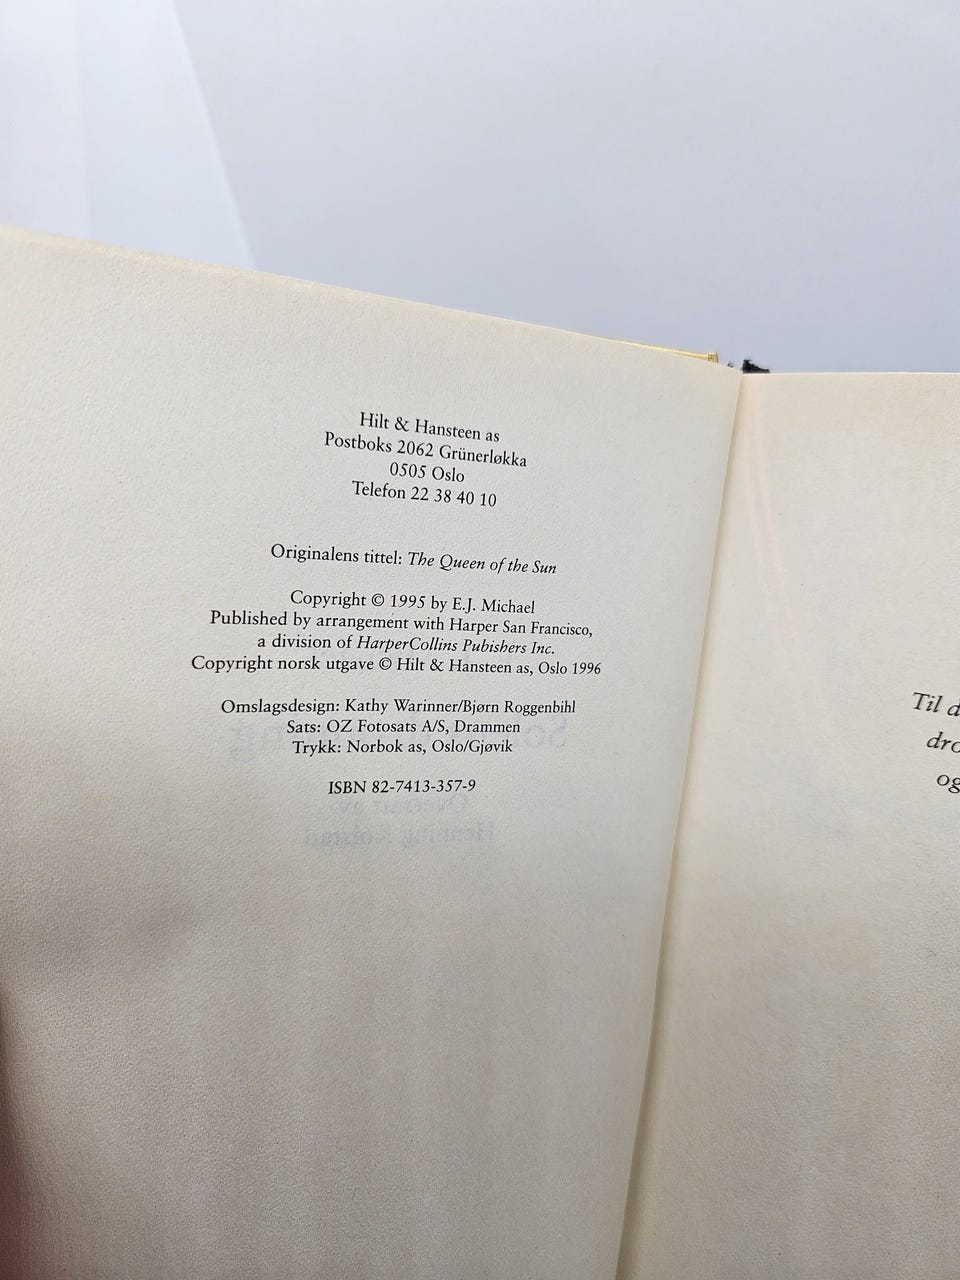 Hilt & Hansteen as
Postboks 2062 Grünerløkka
0505 Oslo
Telefon 22 38 40 10
Originalens tittel: The Queen of the Sun
Copyright © 1995 by E.J. Michael
Published by arrangement with Harper San Francisco,
a division of HarperCollins Pubishers Inc.
Copyright norsk utgave © Hilt & Hansteen as, Oslo 1996
Omslagsdesign: Kathy Warinner/Bjørn Roggenbihl
Sats: OZ Fotosats A/S, Drammen
Trykk: Norbok as, Oslo/Gjøvik
ISBN 82-7413-357-9
Til d
dro
og